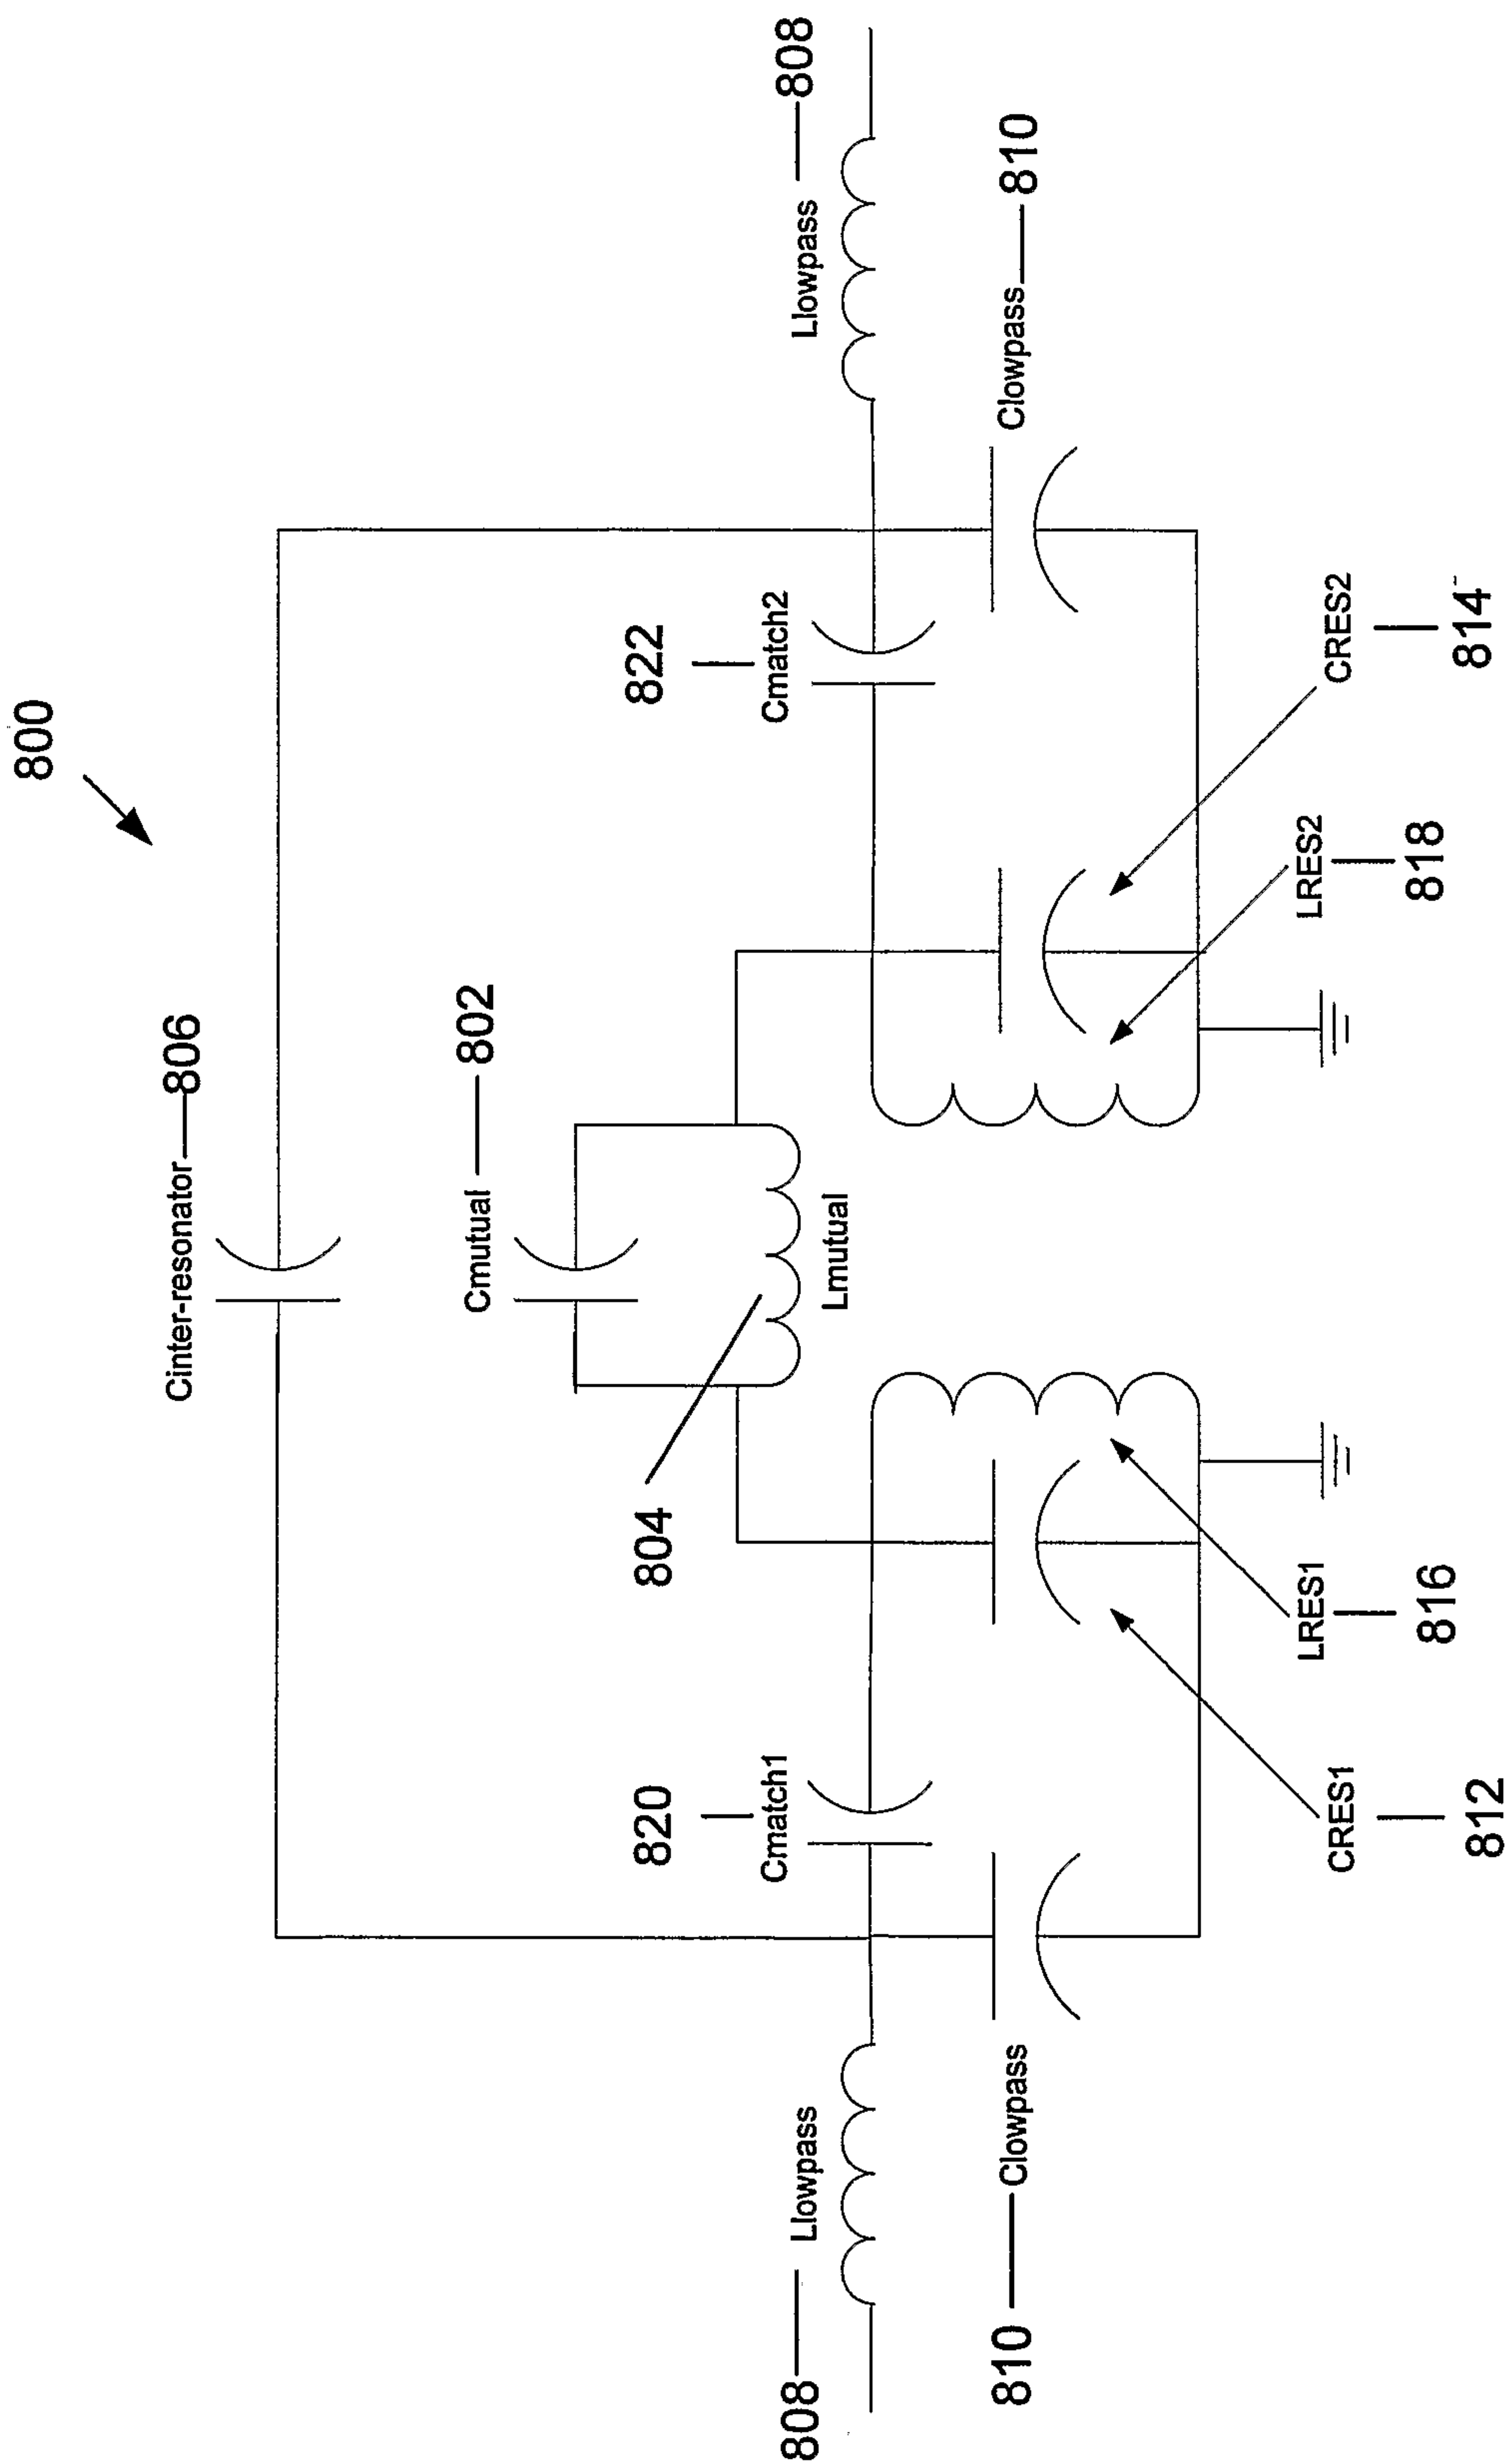 800
Cinter-resonator 806
Cmutual 802
804
Lmutual
820
Cmatch1
822
Cmatch2
808 Llowpass
Llowpass 808
810 Clowpass
Clowpass 810
CRES1
812
LRES1
816
LRES2
818
CRES2
814